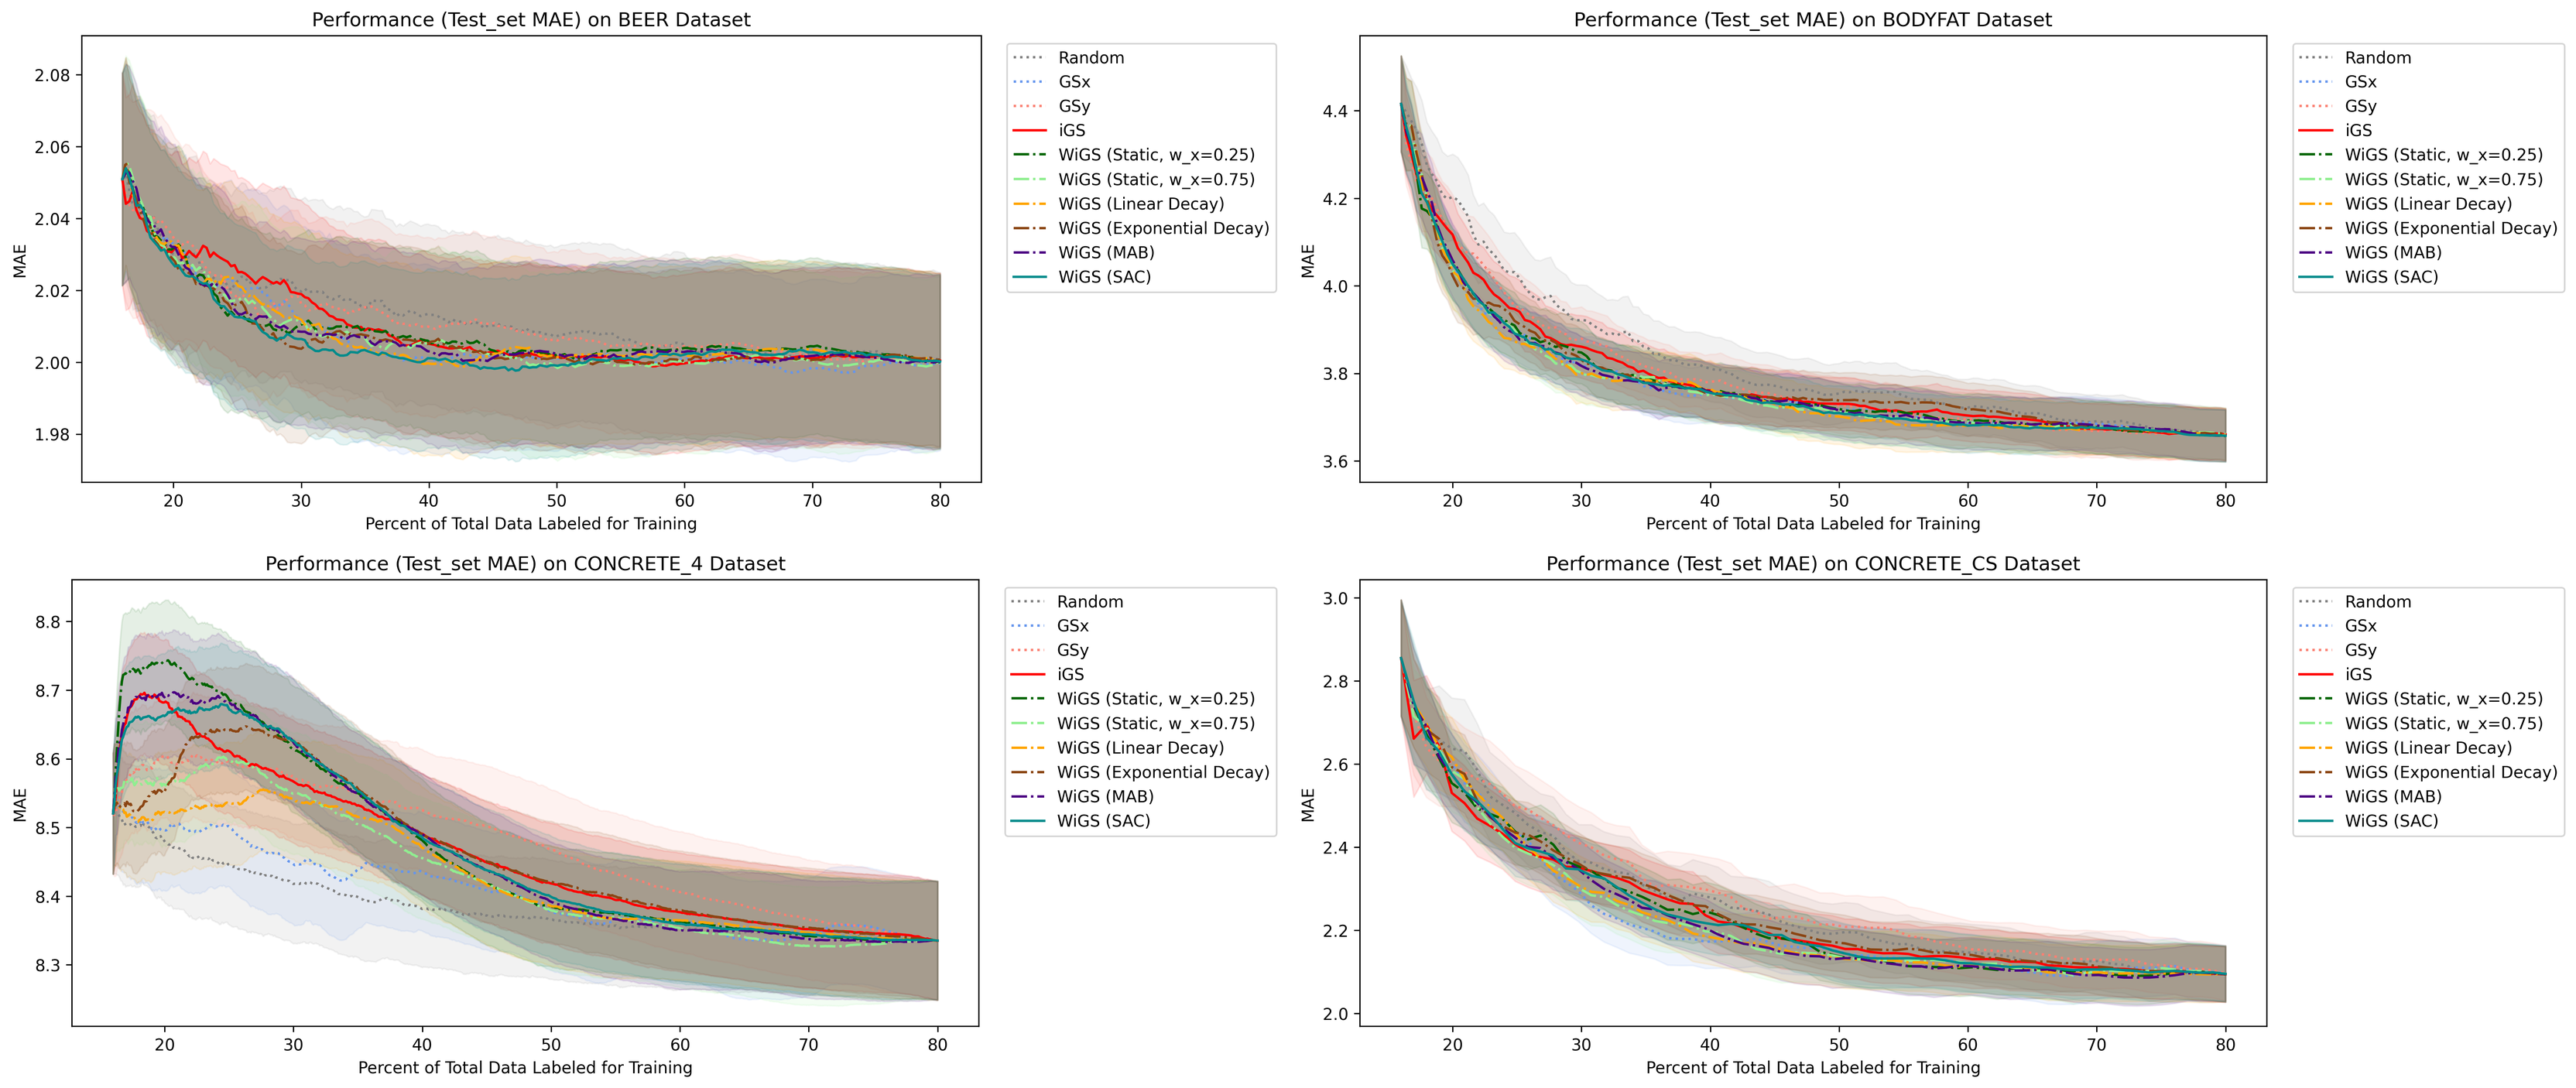 Performance (Test_set MAE) on BEER Dataset
MAE
2.08
2.06
2.04
2.02
2.00
1.98
20
30
40
50
60
70
80
Percent of Total Data Labeled for Training
Random
GSx
GSy
iGS
WiGS (Static, w_x=0.25)
WiGS (Static, w_x=0.75)
WiGS (Linear Decay)
WiGS (Exponential Decay)
WiGS (MAB)
WiGS (SAC)
Performance (Test_set MAE) on BODYFAT Dataset
MAE
4.4
4.2
4.0
3.8
3.6
20
30
40
50
60
70
80
Percent of Total Data Labeled for Training
Random
GSx
GSy
iGS
WiGS (Static, w_x=0.25)
WiGS (Static, w_x=0.75)
WiGS (Linear Decay)
WiGS (Exponential Decay)
WiGS (MAB)
WiGS (SAC)
Performance (Test_set MAE) on CONCRETE_4 Dataset
MAE
8.8
8.7
8.6
8.5
8.4
8.3
20
30
40
50
60
70
80
Percent of Total Data Labeled for Training
Random
GSx
GSy
iGS
WiGS (Static, w_x=0.25)
WiGS (Static, w_x=0.75)
WiGS (Linear Decay)
WiGS (Exponential Decay)
WiGS (MAB)
WiGS (SAC)
Performance (Test_set MAE) on CONCRETE_CS Dataset
MAE
3.0
2.8
2.6
2.4
2.2
2.0
20
30
40
50
60
70
80
Percent of Total Data Labeled for Training
Random
GSx
GSy
iGS
WiGS (Static, w_x=0.25)
WiGS (Static, w_x=0.75)
WiGS (Linear Decay)
WiGS (Exponential Decay)
WiGS (MAB)
WiGS (SAC)